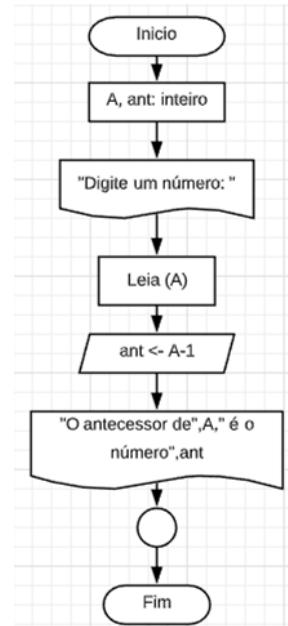 Inicio
A, ant: inteiro
"Digite um número: "
Leia (A)
ant <- A-1
"O antecessor de",A," é o
número",ant
Fim